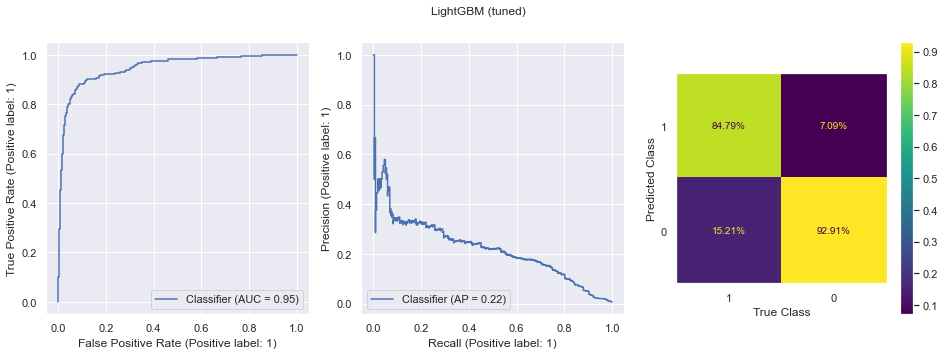 LightGBM (tuned)
True Positive Rate (Positive label: 1)
1.0
0.8
0.6
0.4
0.2
0.0
Classifier (AUC = 0.95)
0.0 0.2 0.4 0.6 0.8 1.0
False Positive Rate (Positive label: 1)
Precision (Positive label: 1)
1.0
0.8
0.6
0.4
0.2
0.0
Classifier (AP = 0.22)
0.0 0.2 0.4 0.6 0.8 1.0
Recall (Positive label: 1)
Predicted Class
1
0
84.79% 7.09%
15.21% 92.91%
1 0
True Class
0.9
0.8
0.7
0.6
0.5
0.4
0.3
0.2
0.1